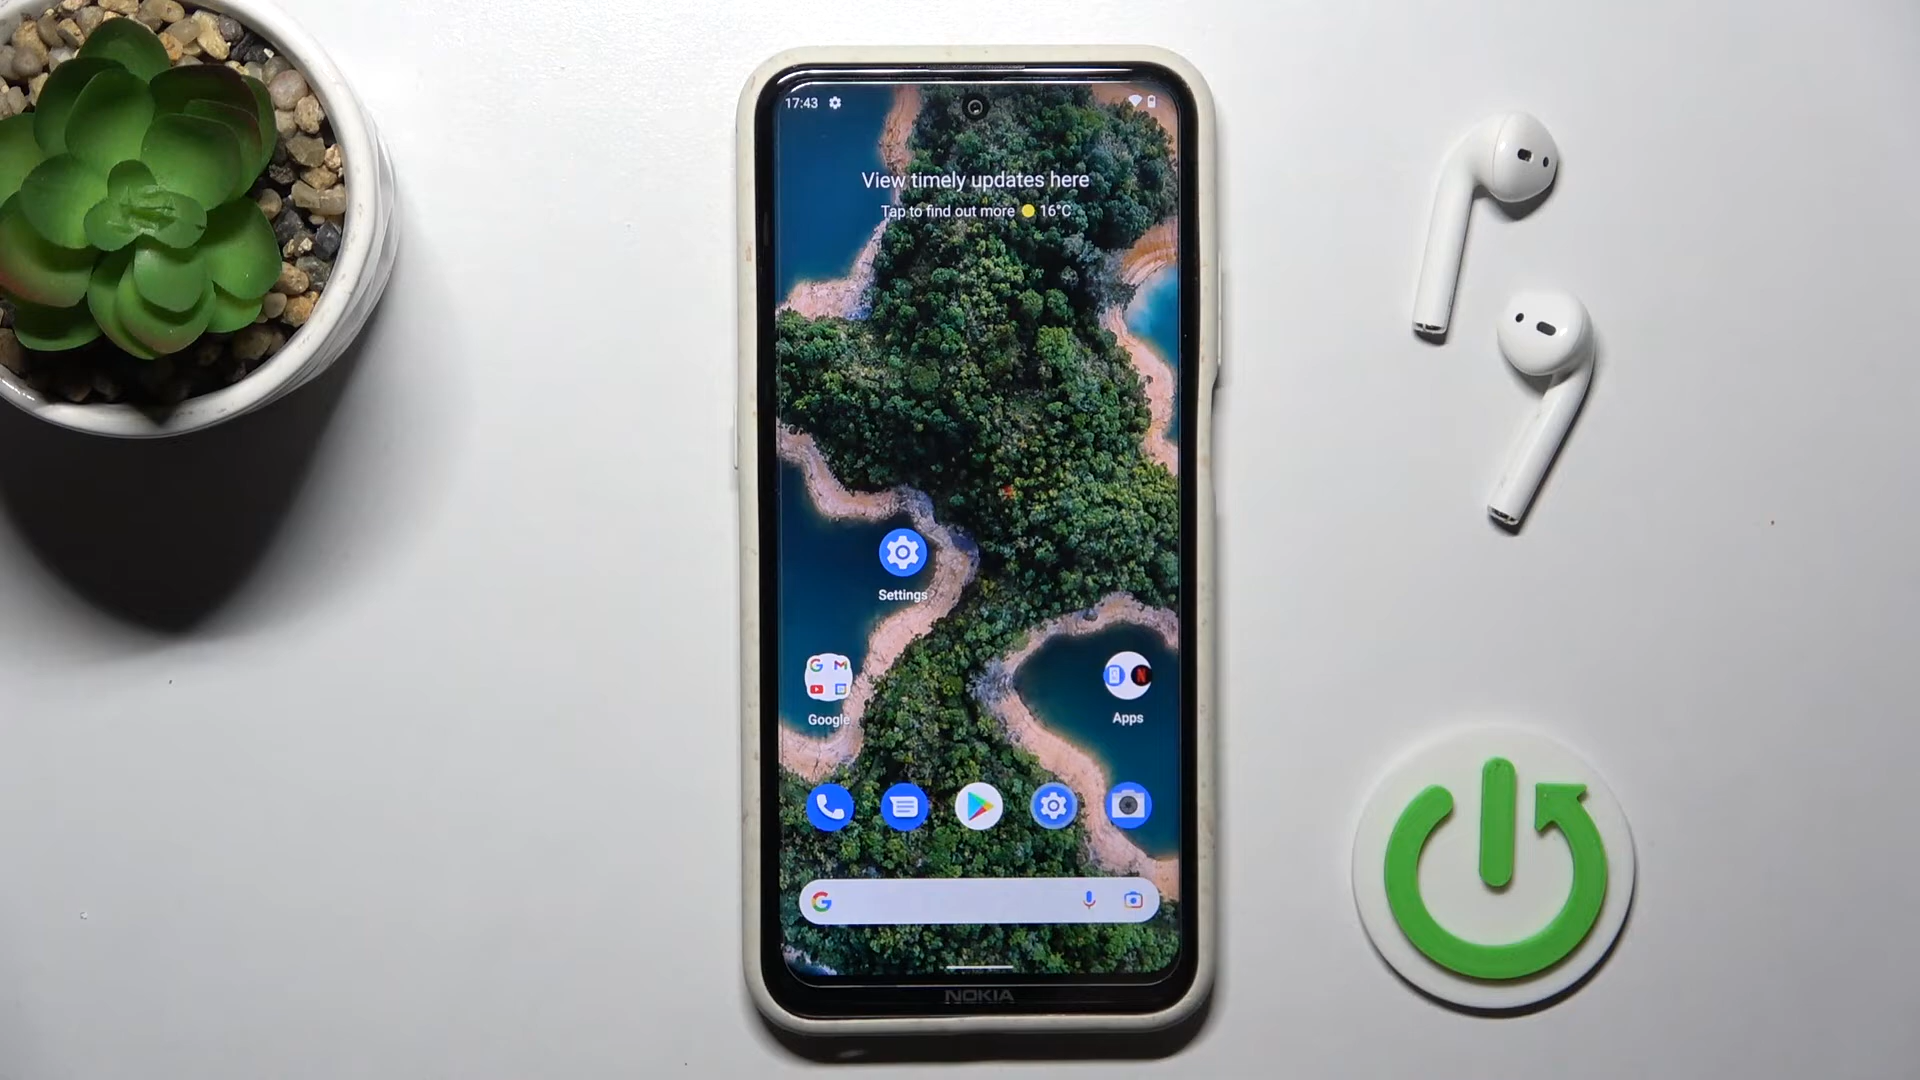 17:43
View timely updates here
Tap to find out more 16°C
Settings
Google
Apps
NOKIA